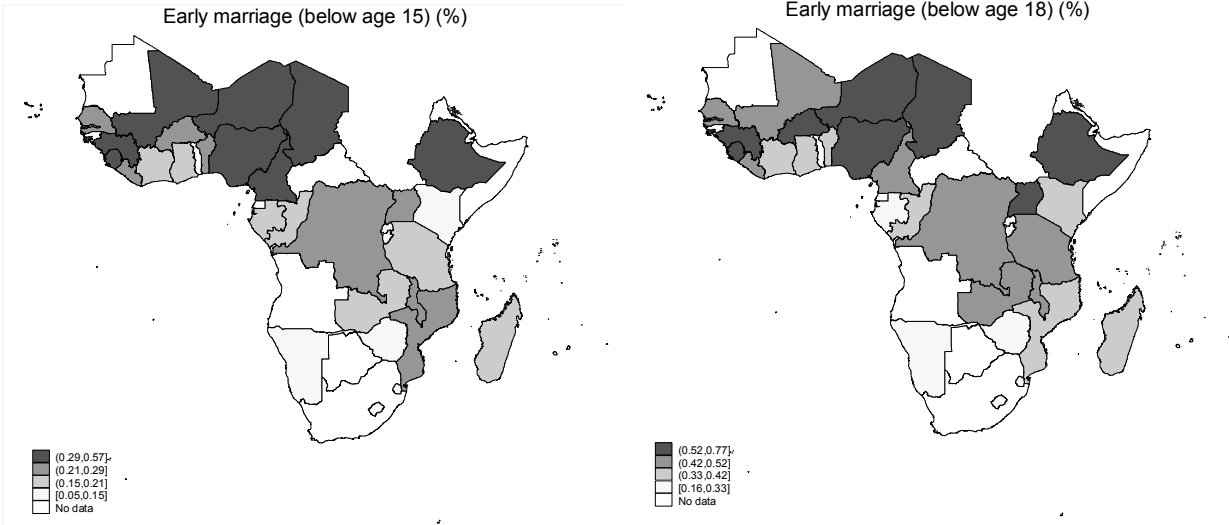 Early marriage (below age 15) (%)
(0.29,0.57]
(0.21,0.29]
(0.15,0.21]
[0.05,0.15]
No data
Early marriage (below age 18) (%)
(0.52,0.77]
(0.42,0.52]
(0.33,0.42]
[0.16,0.33]
No data